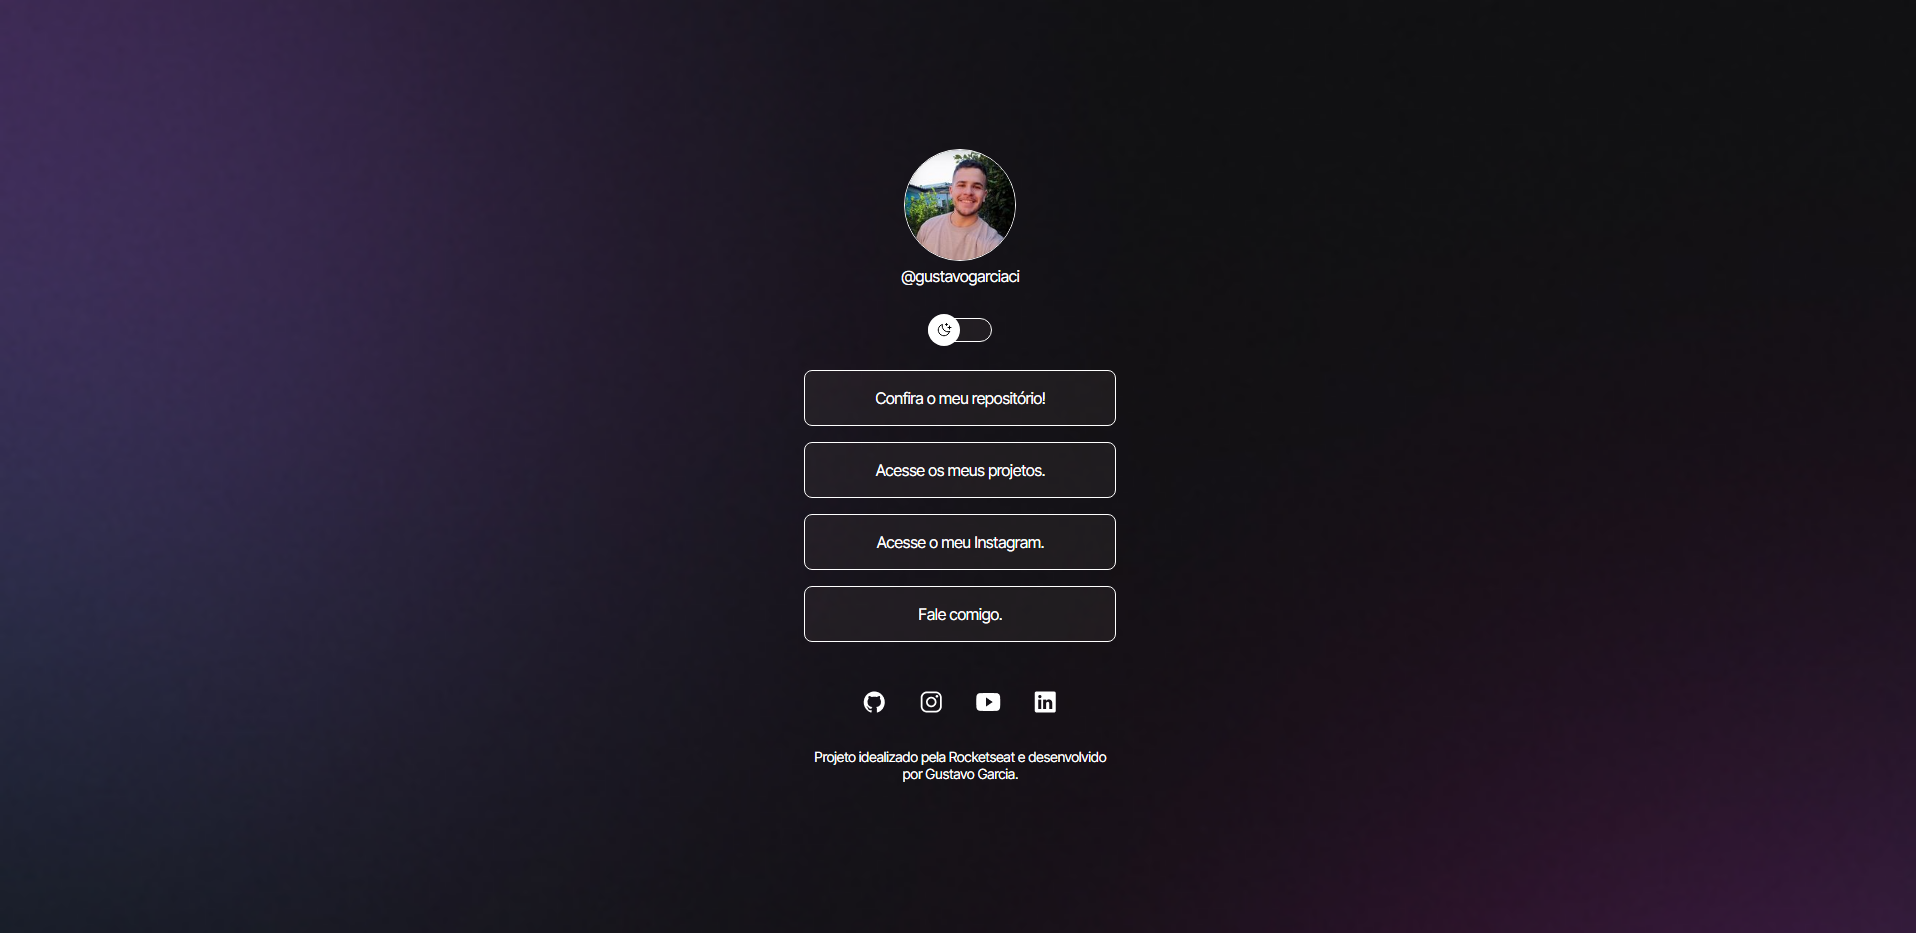 @gustavogarciaci
Confira o meu repositório!
Acesse os meus projetos.
Acesse o meu Instagram.
Fale comigo.
Projeto idealizado pela Rocketseat e desenvolvido
por Gustavo Garcia.